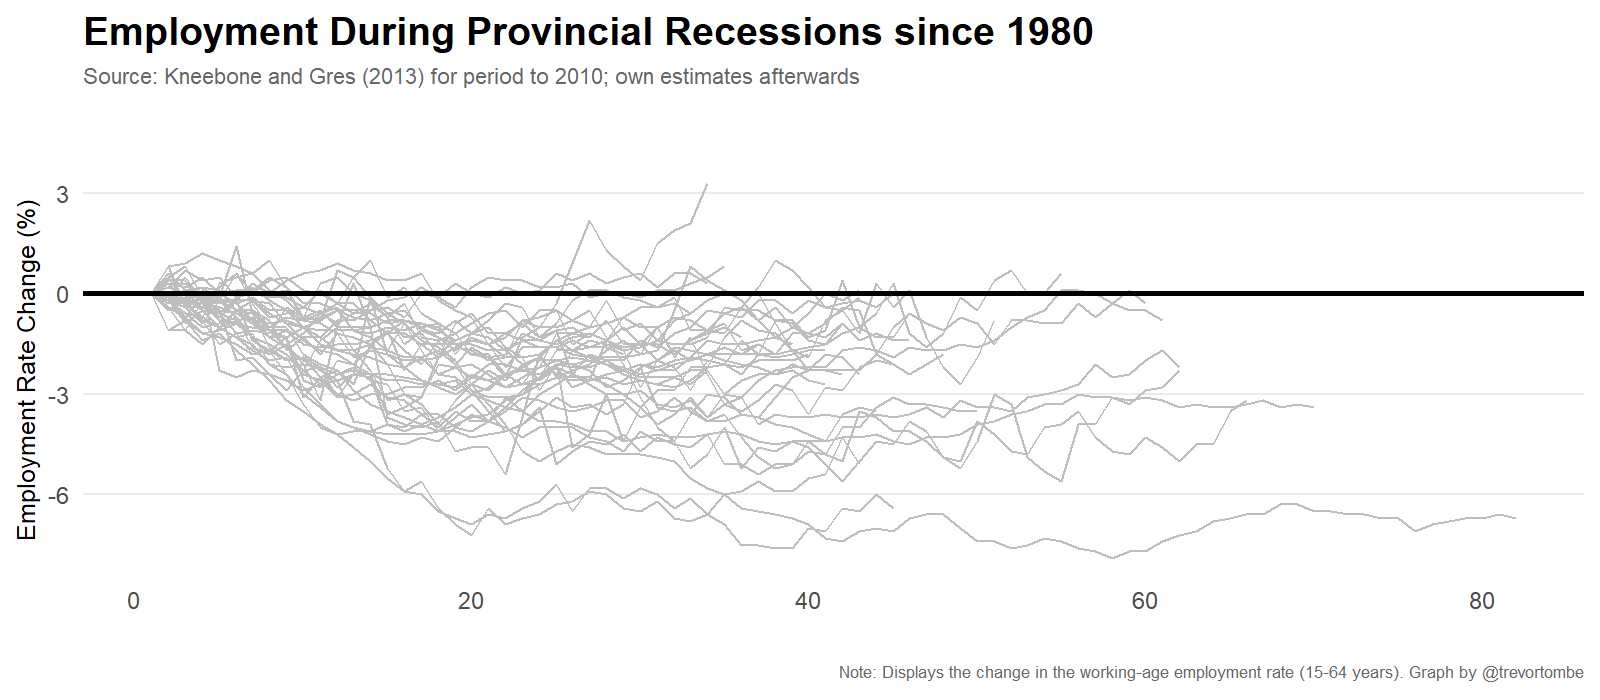 Employment During Provincial Recessions since 1980
Source: Kneebone and Gres (2013) for period to 2010; own estimates afterwards
Employment Rate Change (%)
3
0
-3
-6
0 20 40 60 80
Note: Displays the change in the working-age employment rate (15-64 years). Graph by @trevortombe